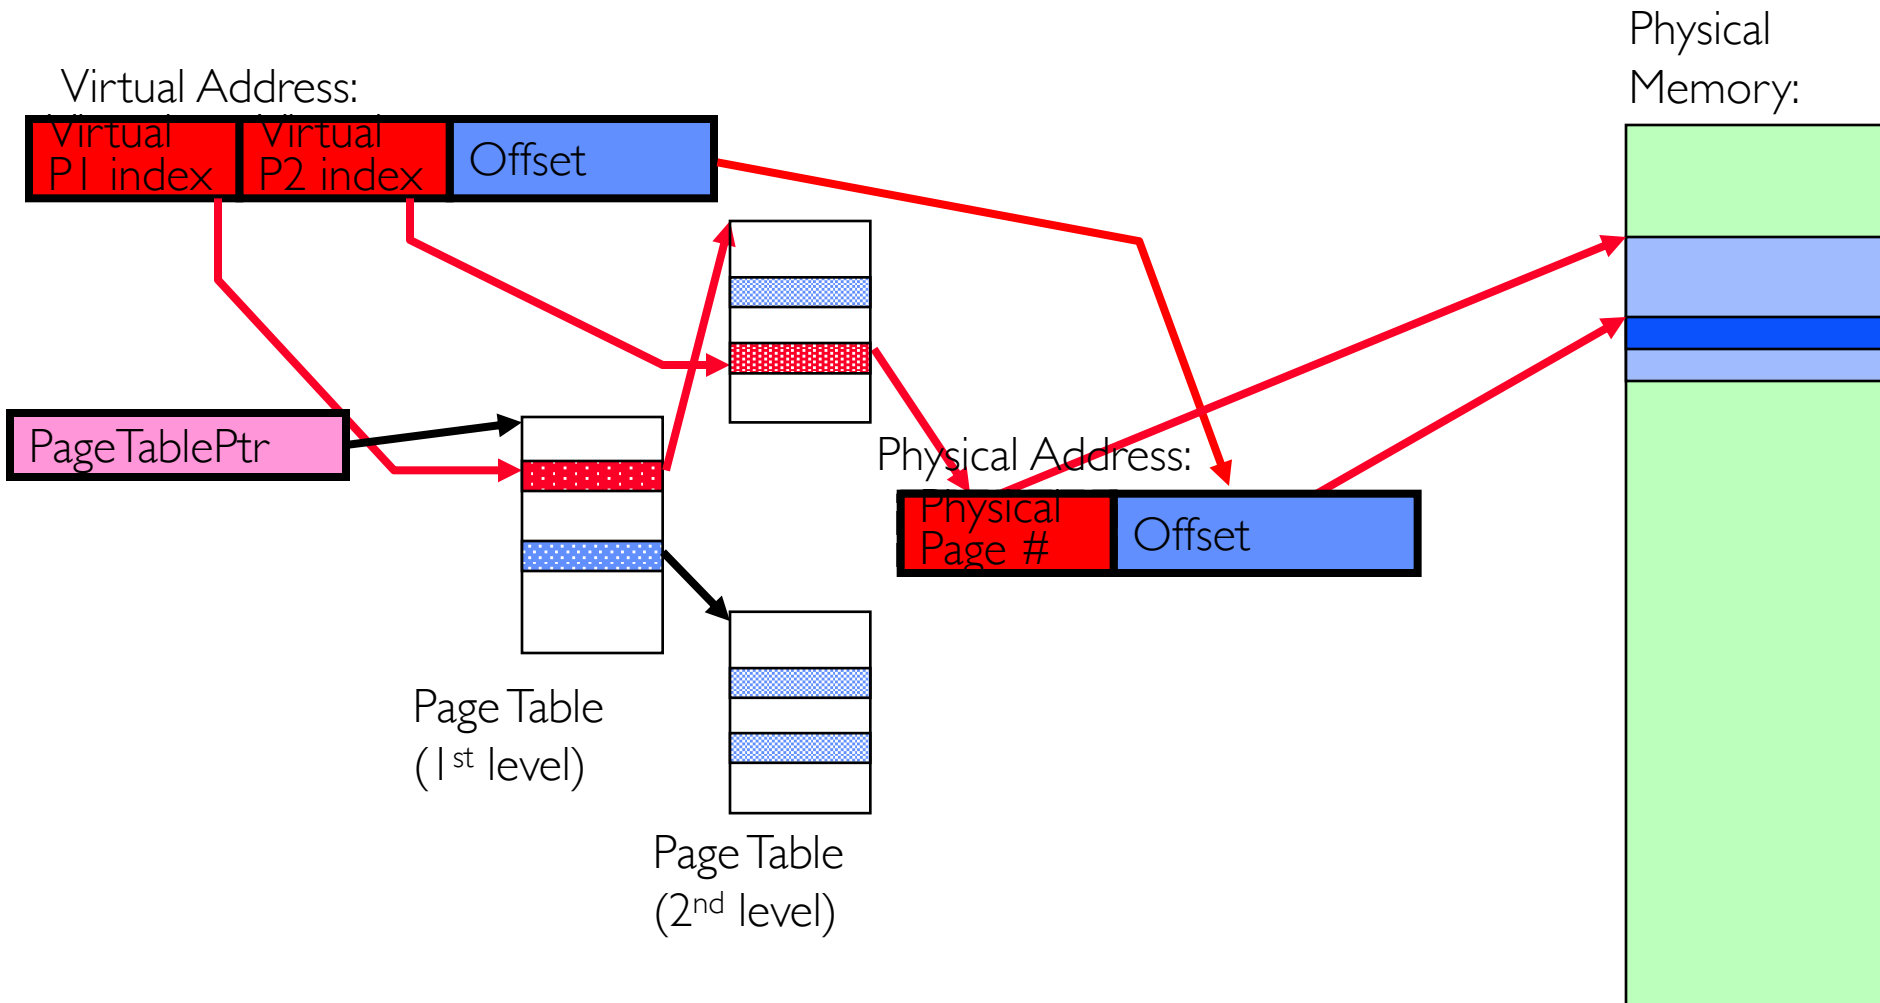 Physical
Memory:
Virtual Address:
Virtual
P1 index
Virtual
P2 index
Offset
PageTablePtr
Physical Address:
Physical
Page #
Offset
Page Table
(1st level)
Page Table
(2nd level)